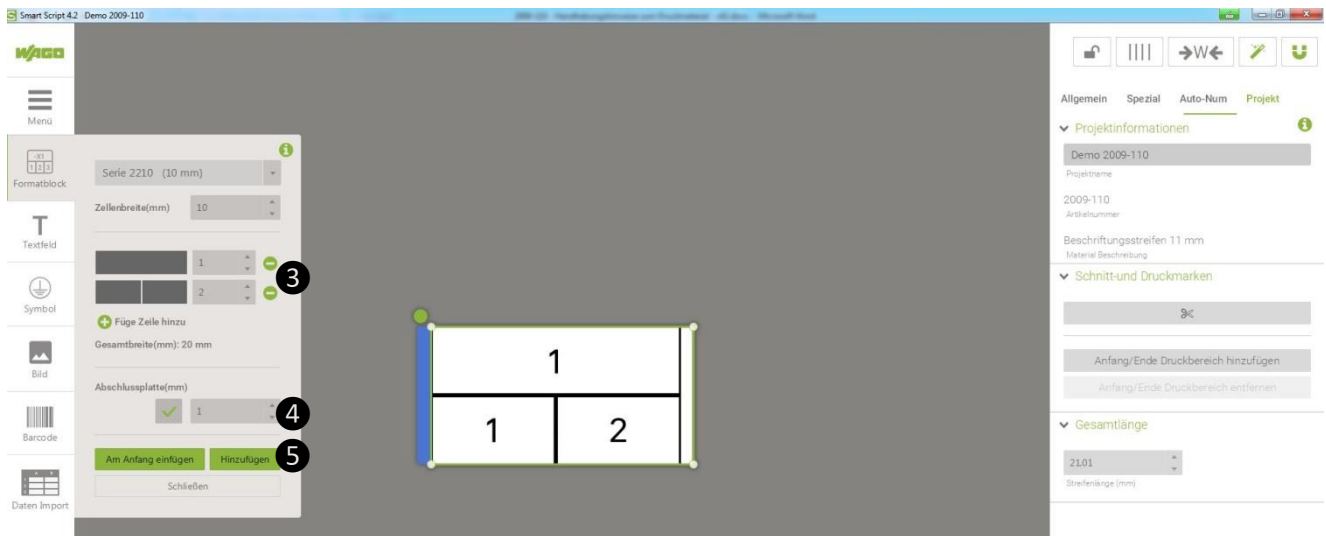 Smart Script 4.2 Demo 2009-110
WAGO
Menü
-X1
1 2 3
Formatblock
Textfeld
Symbol
Bild
Barcode
Daten Import
Serie 2210 (10 mm)
Zellenbreite(mm) 10
1
2
3
Füge Zeile hinzu
Gesamtbreite(mm): 20 mm
Abschlussplatte(mm)
1
4
Am Anfang einfügen Hinzufügen 5
Schließen
1
1 2
W
Allgemein Spezial Auto-Num Projekt
Projektinformationen
Demo 2009-110
Projektname
2009-110
Artikelnummer
Beschriftungsstreifen 11 mm
Material Beschreibung
Schnitt-und Druckmarken
Anfang/Ende Druckbereich hinzufügen
Anfang/Ende Druckbereich entfernen
Gesamtlänge
21.01
Streifenlänge (mm)